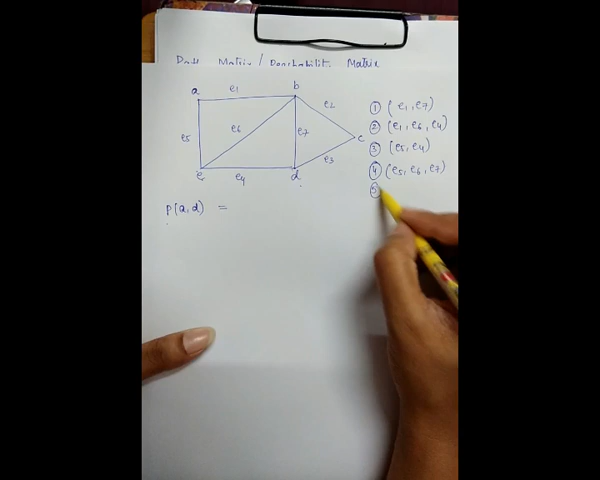 Path Matrix / Reachability Matrix
a e1 b
e2
e5 e6 e7 c
e3
e e4 d
① (e1, e7)
② (e1, e6, e4)
③ (e5, e4)
④ (e5, e6, e7)
⑤
P(a,d) =